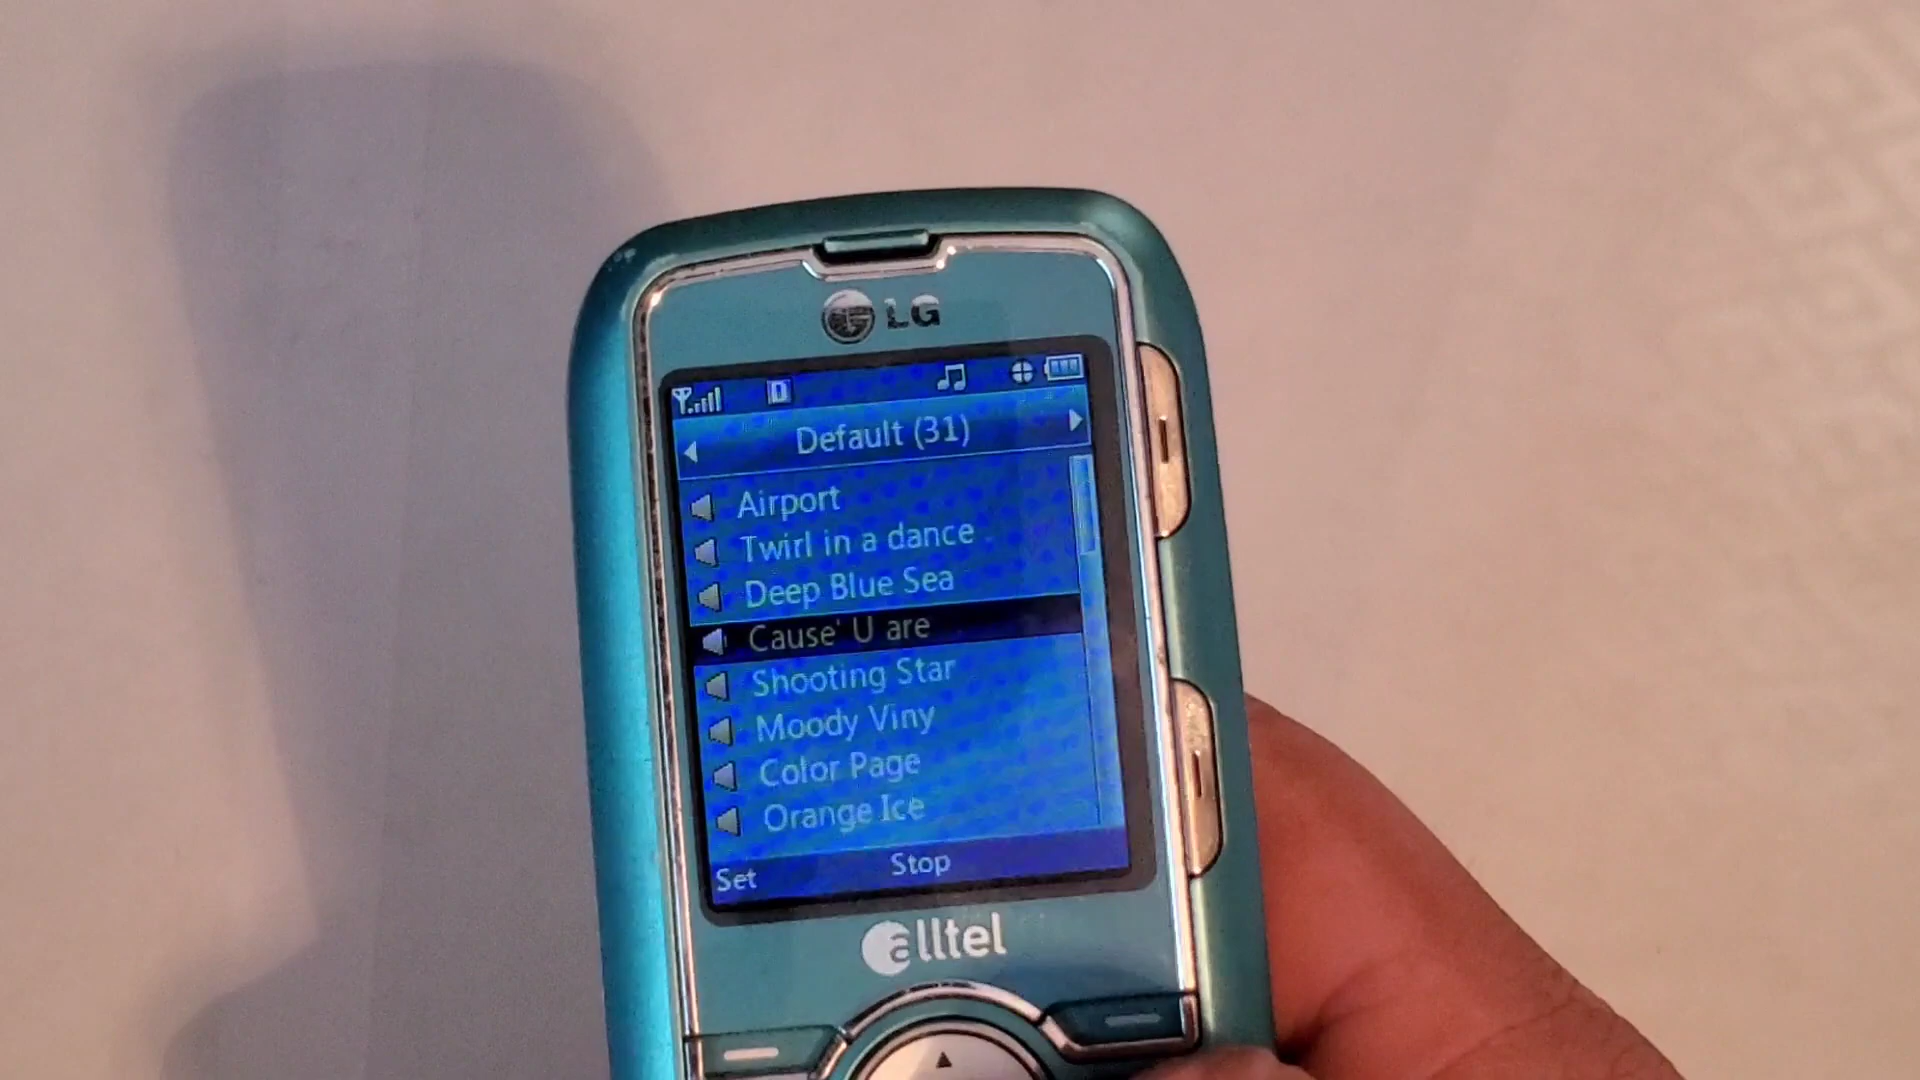 LG
D
Default (31)
Airport
Twirl in a dance
Deep Blue Sea
Cause' U are
Shooting Star
Moody Viny
Color Page
Orange Ice
Set Stop
alltel